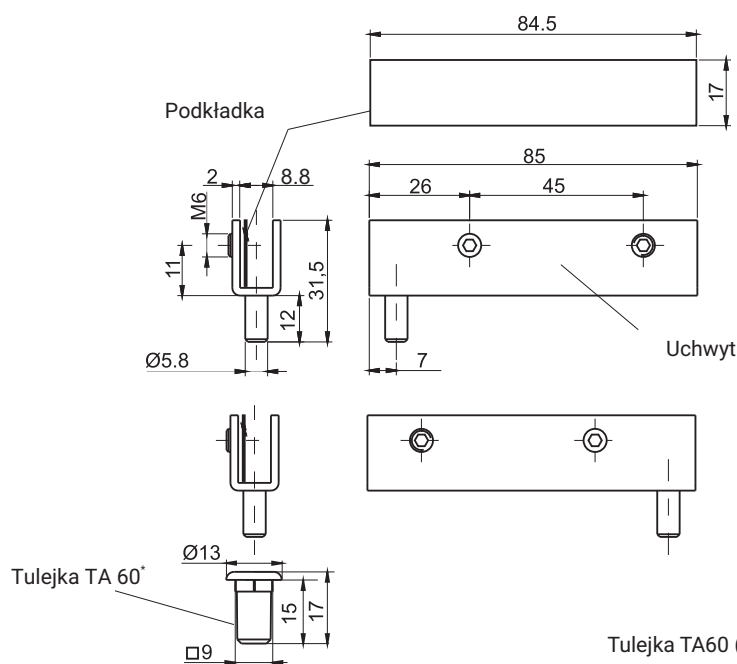 84.5
17
Podkładka
85
2
8.8
26
45
M6
11
31,5
12
Uchwyt
Ø5.8
7
Ø13
Tulejka TA 60*
15
17
□9
Tulejka TA60 (